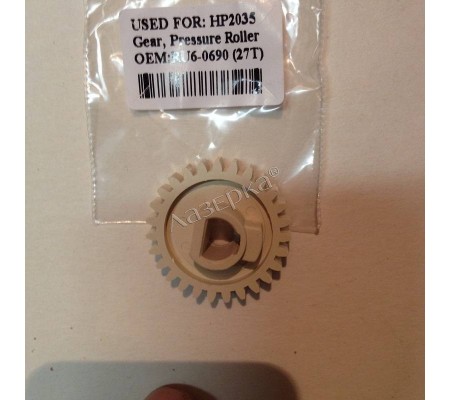 USED FOR: HP2035
Gear, Pressure Roller
OEM:RU6-0690 (27T)
Лазерка®